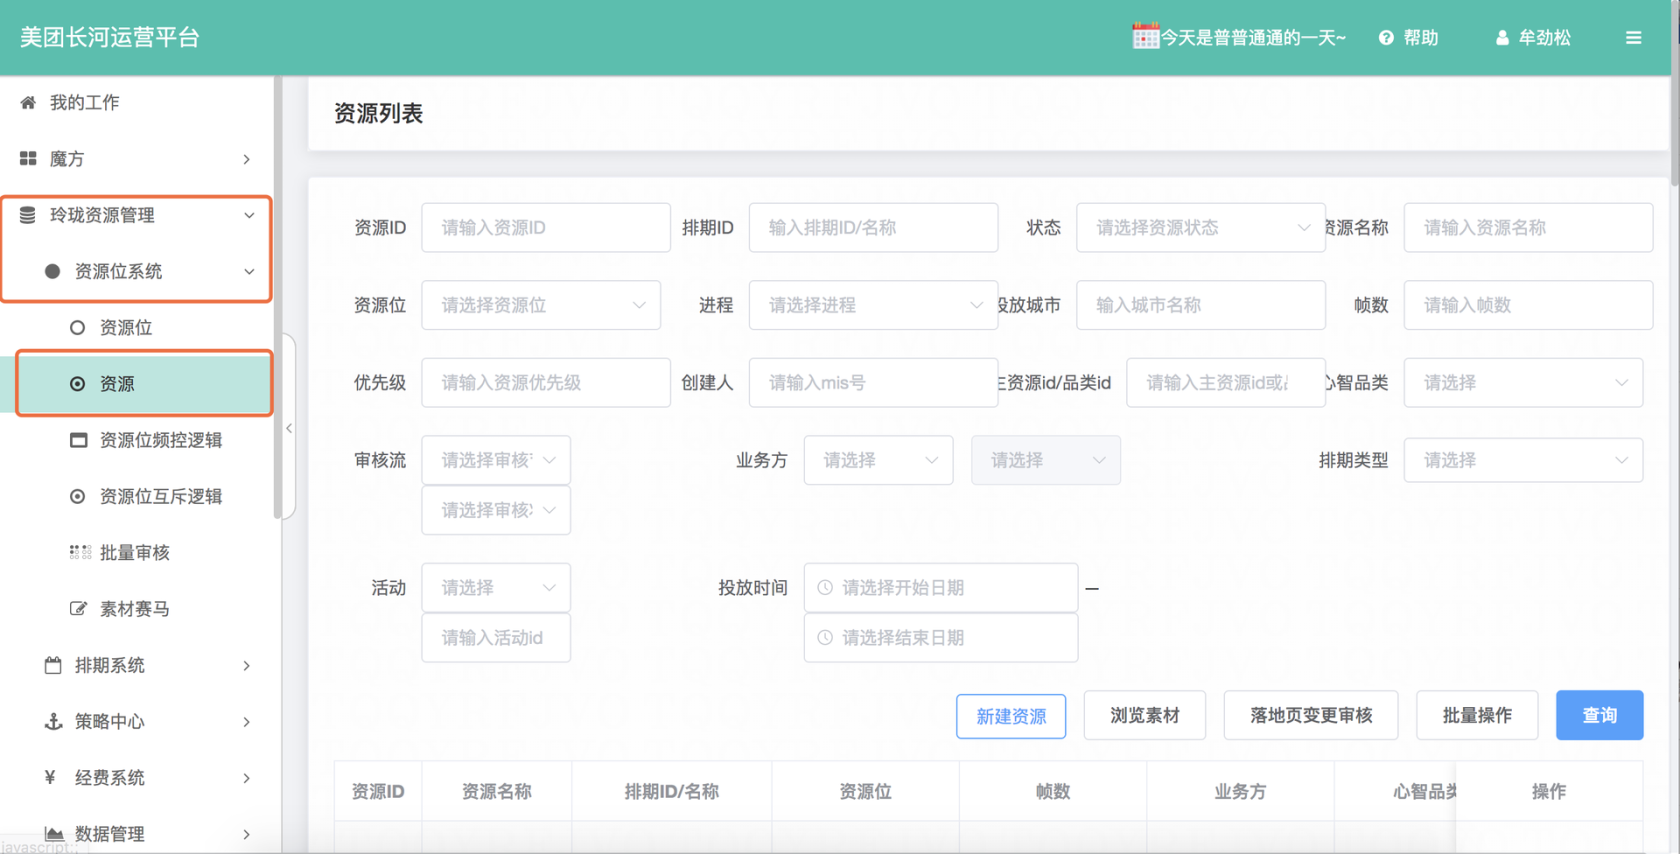 美团长河运营平台
今天是普普通通的一天~
帮助
牟劲松
我的工作
魔方
玲珑资源管理
资源位系统
资源位
资源
资源位频控逻辑
资源位互斥逻辑
批量审核
素材赛马
排期系统
策略中心
¥ 经费系统
数据管理
javascript:;
资源列表
资源ID 请输入资源ID 排期ID 输入排期ID/名称 状态 请选择资源状态 资源名称 请输入资源名称
资源位 请选择资源位 进程 请选择进程 投放城市 输入城市名称 帧数 请输入帧数
优先级 请输入资源优先级 创建人 请输入mis号 主资源id/品类id 请输入主资源id或 心智品类 请选择
审核流 请选择审核 业务方 请选择 请选择 排期类型 请选择
请选择审核
活动 请选择 投放时间 请选择开始日期 –
请输入活动id 请选择结束日期
新建资源 浏览素材 落地页变更审核 批量操作 查询
资源ID 资源名称 排期ID/名称 资源位 帧数 业务方 心智品类 操作